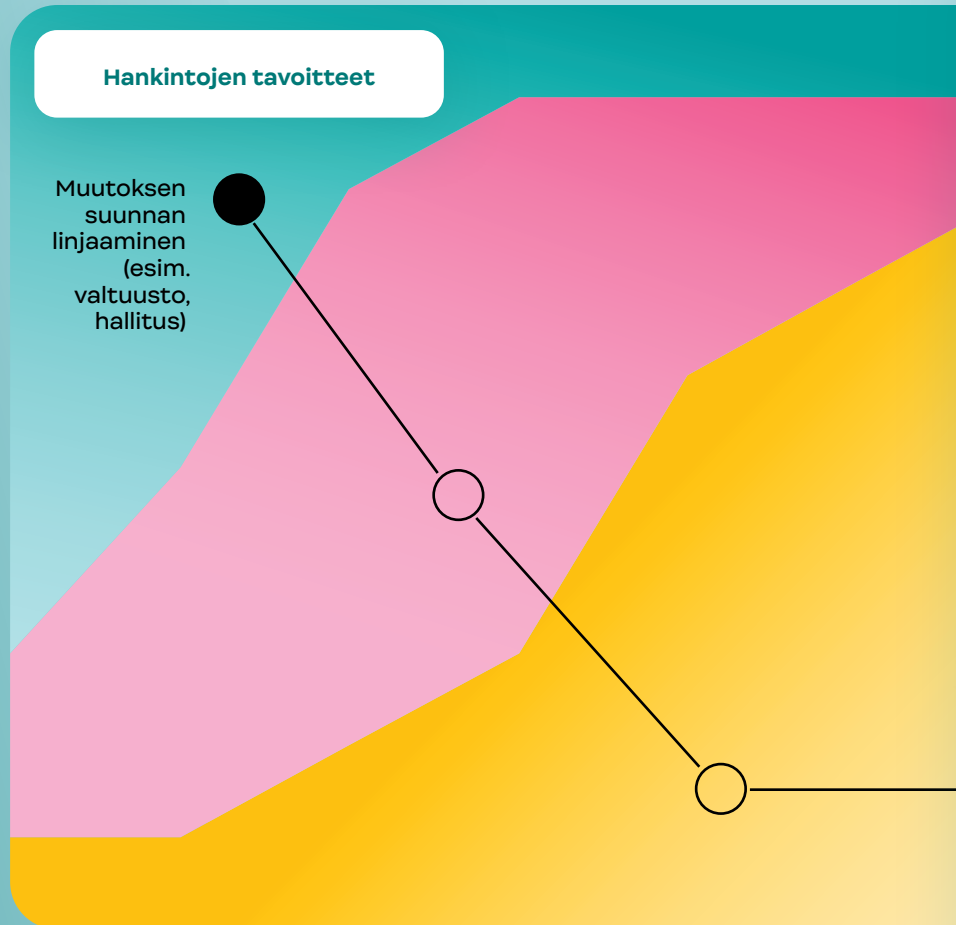 Hankintojen tavoitteet
Muutoksen
suunnan
linjaaminen
(esim.
valtuusto,
hallitus)